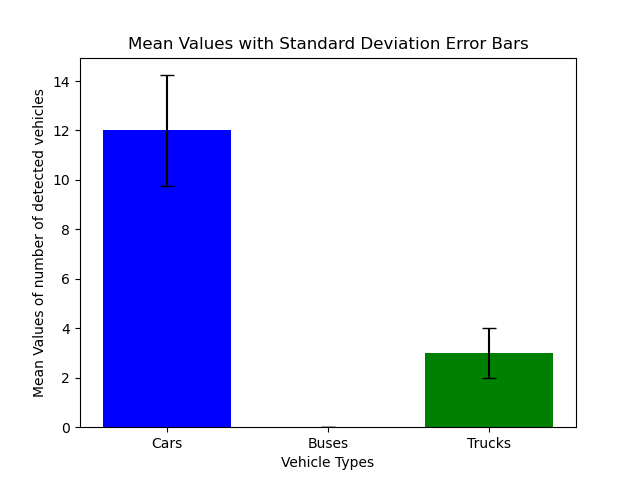 Mean Values with Standard Deviation Error Bars
Mean Values of number of detected vehicles
14
12
10
8
6
4
2
0
Cars
Buses
Trucks
Vehicle Types